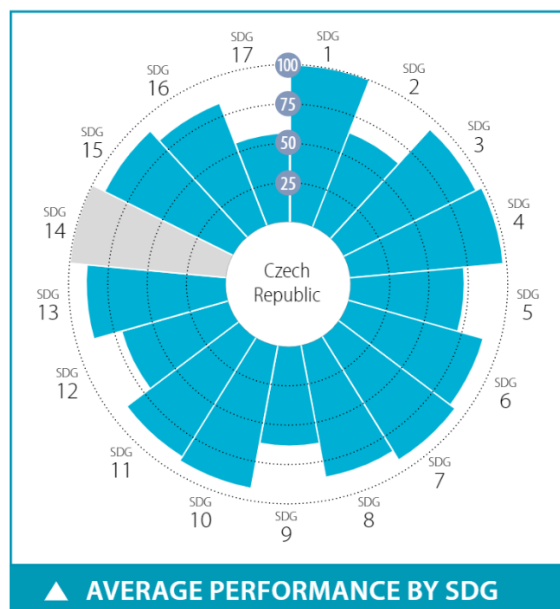 SDG
1
SDG
2
SDG
3
SDG
4
SDG
5
SDG
6
SDG
7
SDG
8
SDG
9
SDG
10
SDG
11
SDG
12
SDG
13
SDG
14
SDG
15
SDG
16
SDG
17
100
75
50
25
Czech
Republic
AVERAGE PERFORMANCE BY SDG